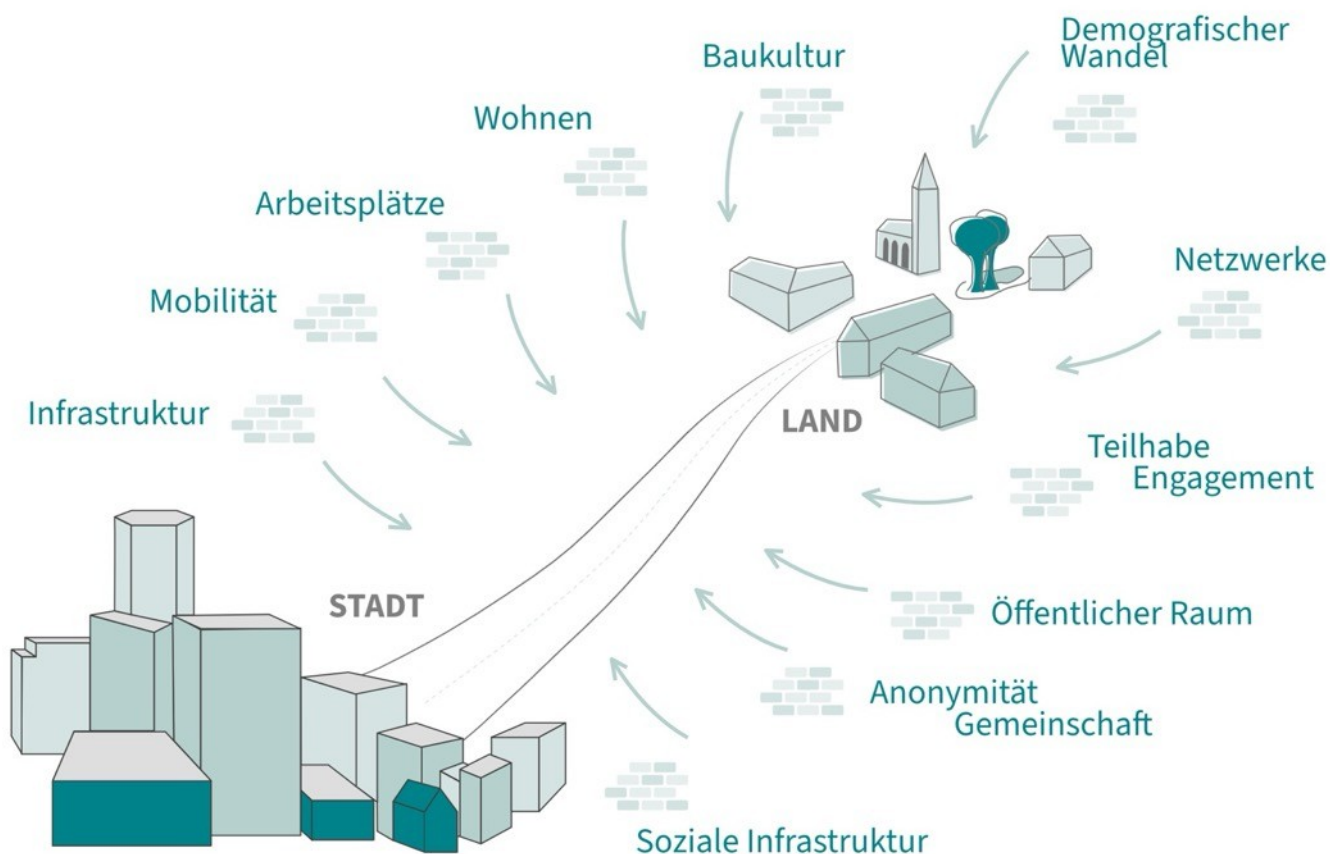 Demografischer
Wandel
Baukultur
Wohnen
Arbeitsplätze
Netzwerke
Mobilität
Infrastruktur
LAND
Teilhabe
Engagement
STADT
Öffentlicher Raum
Anonymität
Gemeinschaft
Soziale Infrastruktur